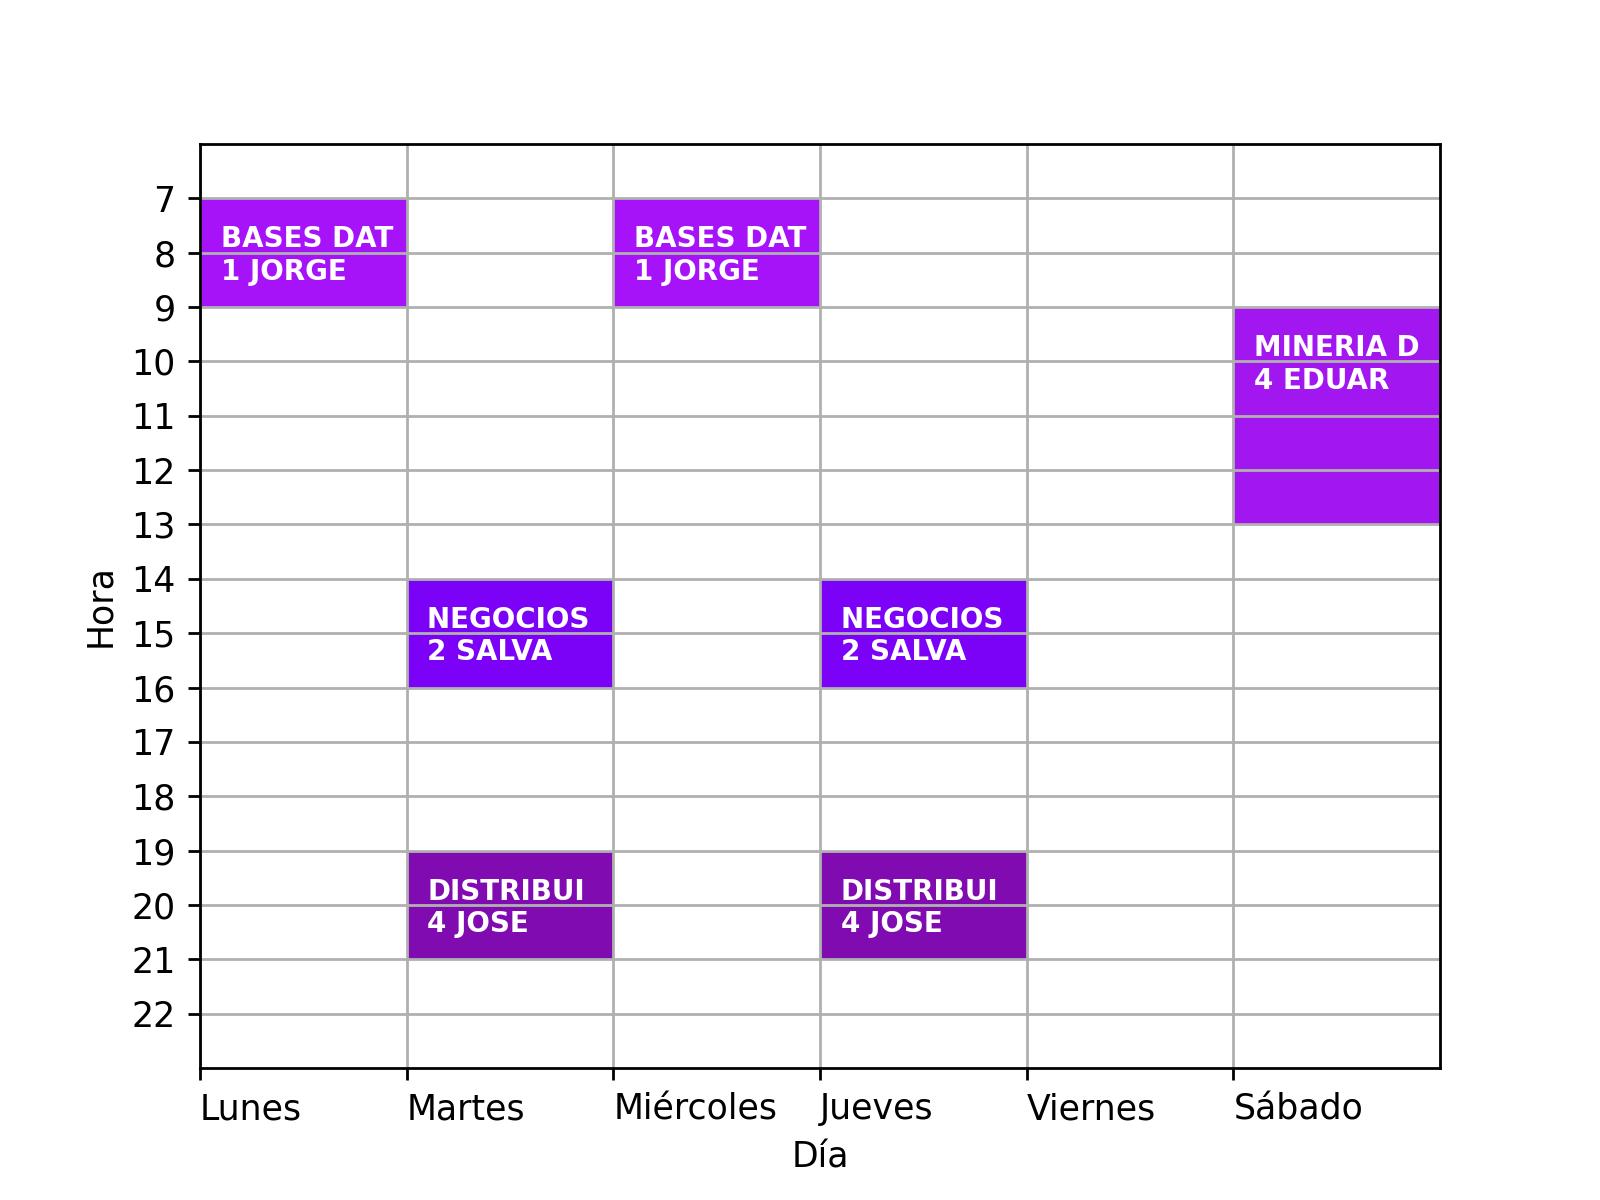 7
BASES DAT
1 JORGE
BASES DAT
1 JORGE
8
9
MINERIA D
4 EDUAR
10
11
12
13
14
NEGOCIOS
2 SALVA
NEGOCIOS
2 SALVA
Hora
15
16
17
18
19
DISTRIBUI
4 JOSE
DISTRIBUI
4 JOSE
20
21
22
Lunes
Martes
Miércoles
Jueves
Viernes
Sábado
Día